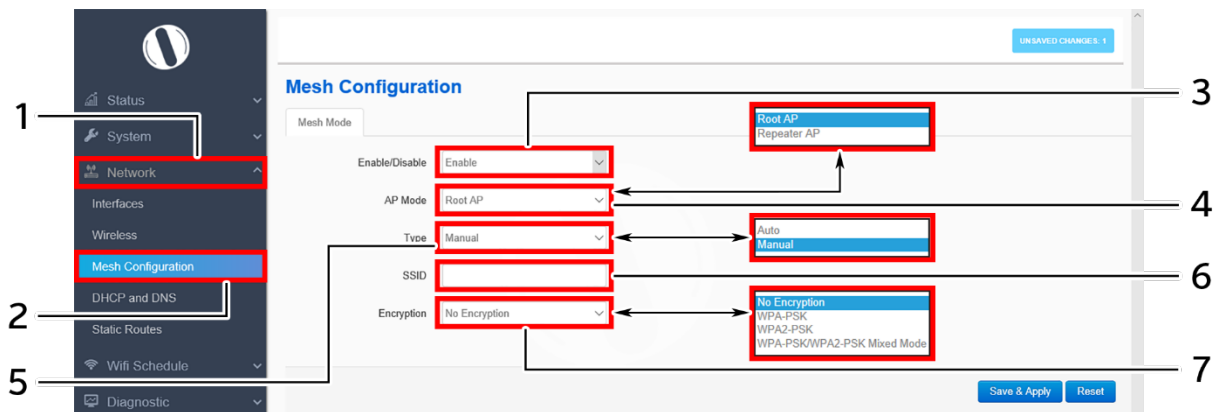 UNSAVED CHANGES: 1
Mesh Configuration
Mesh Mode
Status
System
Network
Interfaces
Wireless
Mesh Configuration
DHCP and DNS
Static Routes
Wifi Schedule
Diagnostic
Enable/Disable Enable
AP Mode Root AP
Type Manual
SSID
Encryption No Encryption
Root AP
Repeater AP
Auto
Manual
No Encryption
WPA-PSK
WPA2-PSK
WPA-PSK/WPA2-PSK Mixed Mode
Save & Apply Reset
1
2
5
3
4
6
7